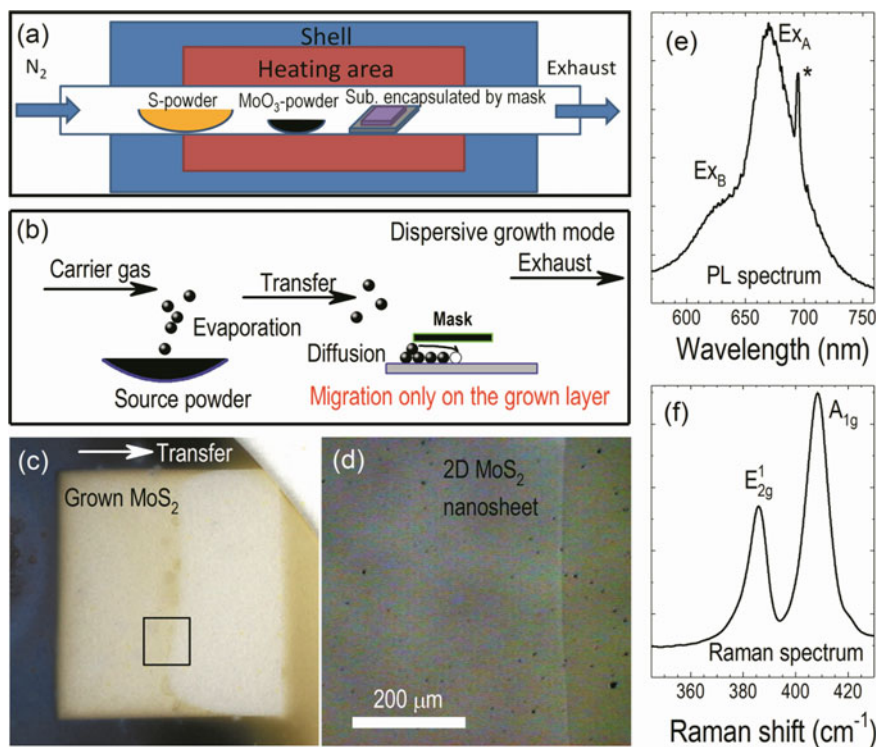 (a)
Shell
N₂
Heating area
Exhaust
S-powder
MoO₃-powder
Sub. encapsulated by mask
(b)
Dispersive growth mode
Carrier gas
Transfer
Exhaust
Evaporation
Mask
Diffusion
Source powder
Migration only on the grown layer
(c)
Transfer
Grown MoS₂
(d)
2D MoS₂
nanosheet
200 μm
(e)
Ex_A
*
Ex_B
PL spectrum
600 650 700 750
Wavelength (nm)
(f)
A₁g
E¹₂g
Raman spectrum
360 380 400 420
Raman shift (cm⁻¹)